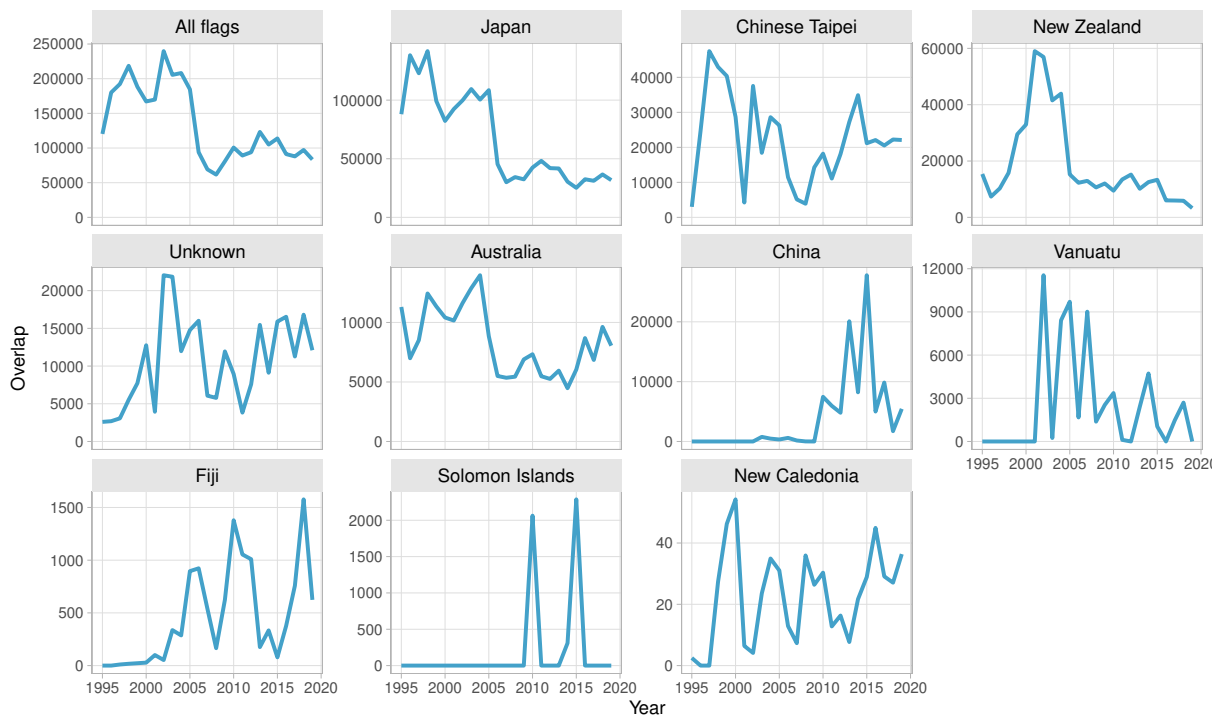 All flags
Japan
Chinese Taipei
New Zealand
250000
200000
150000
100000
50000
0
100000
50000
0
40000
30000
20000
10000
0
60000
40000
20000
0
Unknown
Australia
China
Vanuatu
20000
15000
10000
5000
0
10000
5000
0
20000
10000
0
12000
9000
6000
3000
0
1995 2000 2005 2010 2015 2020
Fiji
Solomon Islands
New Caledonia
1500
1000
500
0
2000
1500
1000
500
0
40
20
0
1995 2000 2005 2010 2015 2020
1995 2000 2005 2010 2015 2020
1995 2000 2005 2010 2015 2020
Overlap
Year